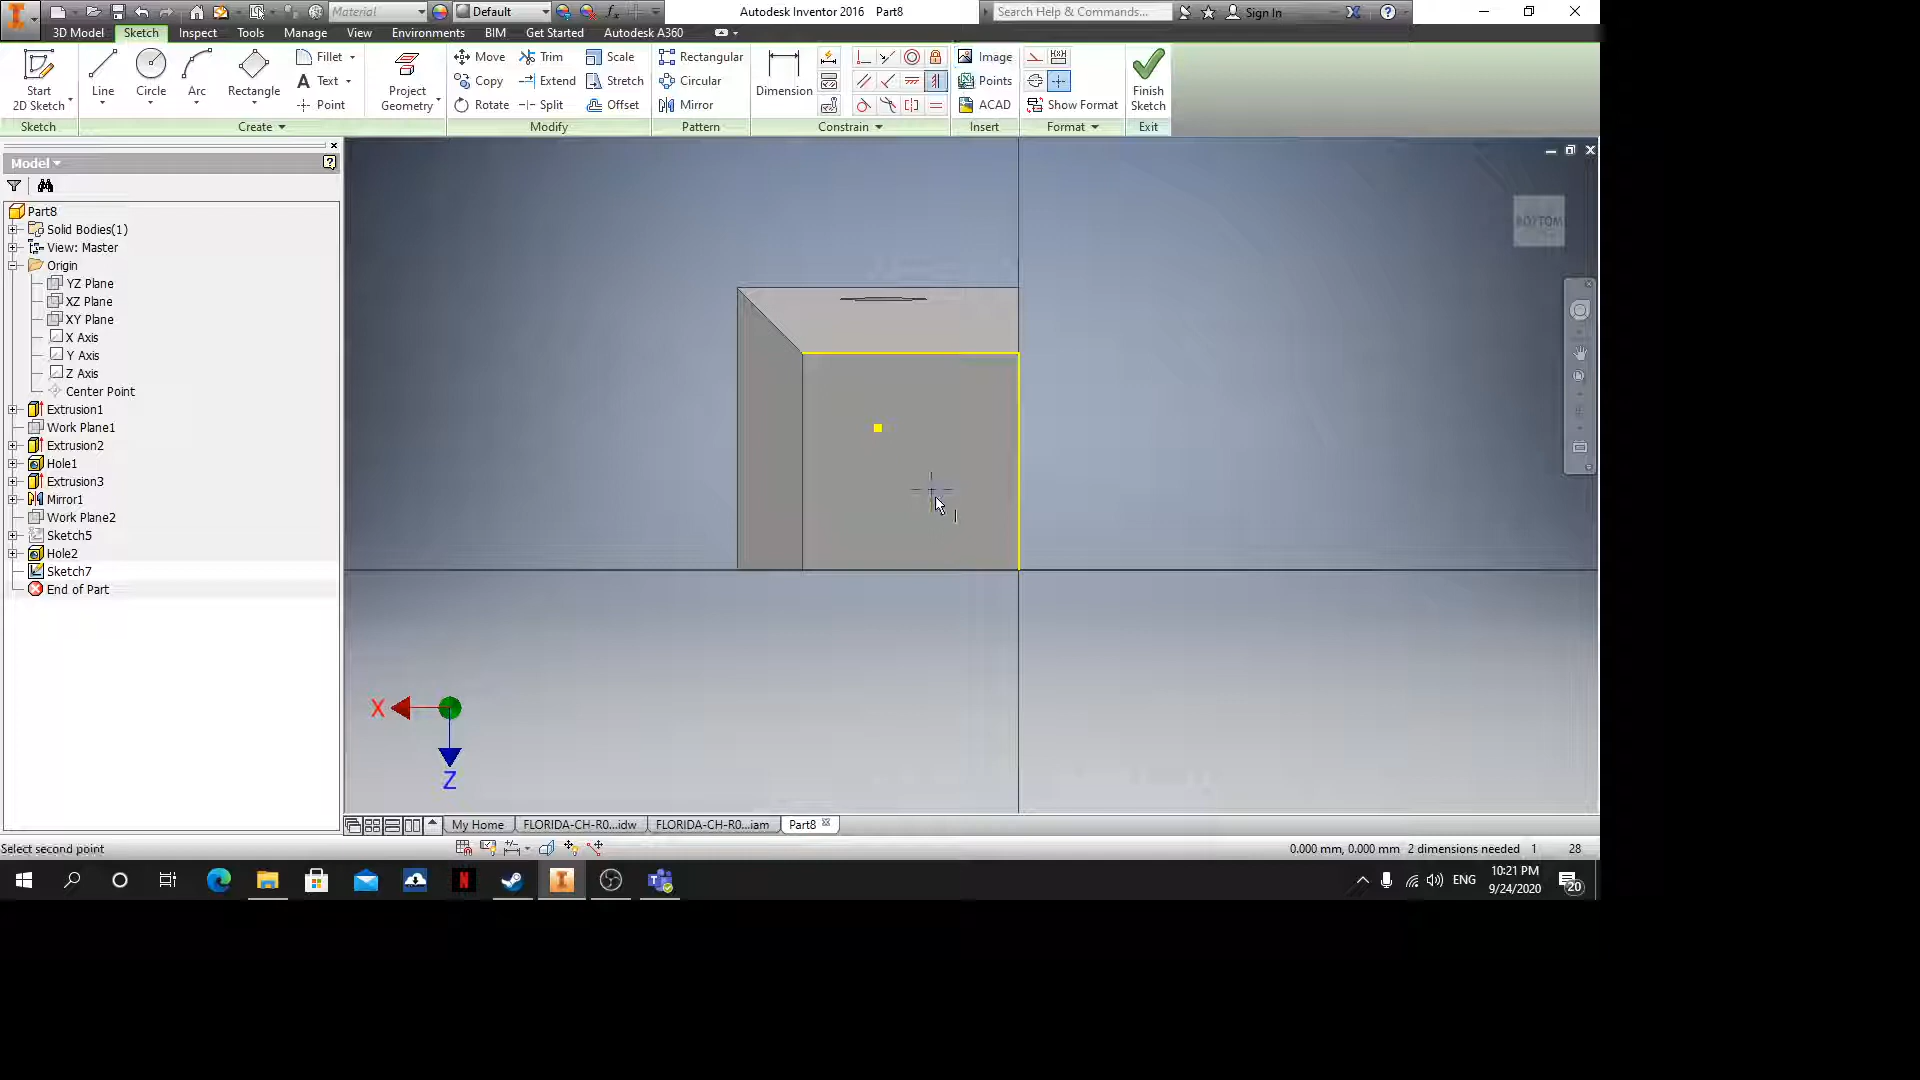 Material Default Autodesk Inventor 2016 Part8 Search Help & Commands... Sign In
3D Model Sketch Inspect Tools Manage View Environments BIM Get Started Autodesk A360
Start 2D Sketch
Line Circle Arc Rectangle
Fillet
Text
Point
Project Geometry
Move Trim Scale
Copy Extend Stretch
Rotate Split Offset
Rectangular
Circular
Mirror
Dimension
Image
Points
ACAD
Show Format
Finish Sketch
Sketch Create Modify Pattern Constrain Insert Format Exit
Model
Part8
Solid Bodies(1)
View: Master
Origin
YZ Plane
XZ Plane
XY Plane
X Axis
Y Axis
Z Axis
Center Point
Extrusion1
Work Plane1
Extrusion2
Hole1
Extrusion3
Mirror1
Work Plane2
Sketch5
Hole2
Sketch7
End of Part
BOTTOM
X
Z
My Home FLORIDA-CH-R0...idw FLORIDA-CH-R0...iam Part8
Select second point 0.000 mm, 0.000 mm 2 dimensions needed 1 28
ENG 10:21 PM
9/24/2020 20